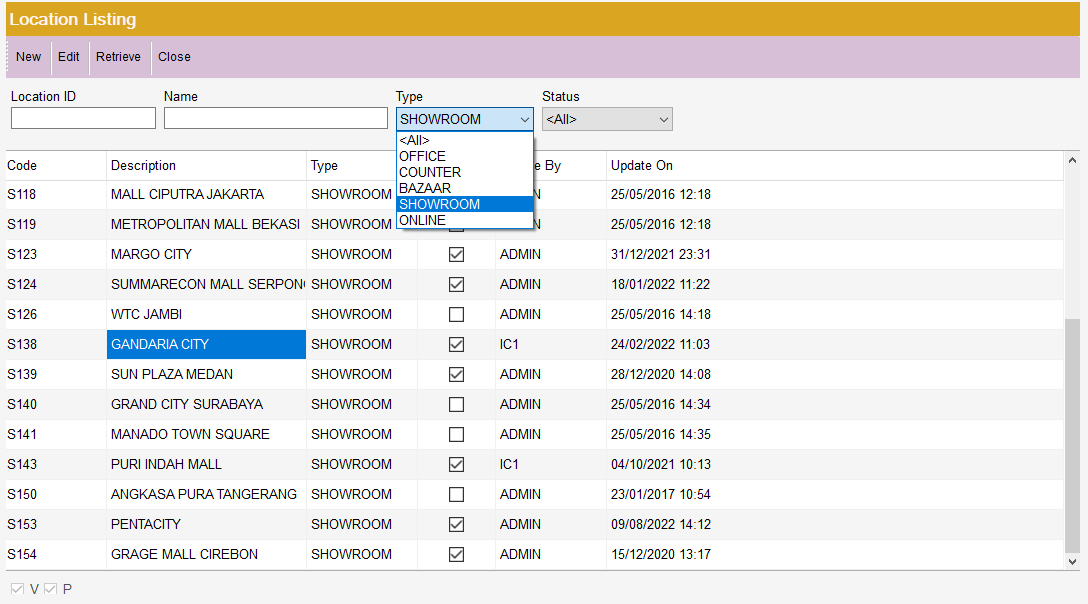 Location Listing
New Edit Retrieve Close
Location ID Name Type Status
SHOWROOM <All>
<All>
OFFICE
COUNTER
BAZAAR
SHOWROOM
ONLINE
Code Description Type e By Update On
S118 MALL CIPUTRA JAKARTA SHOWROOM N 25/05/2016 12:18
S119 METROPOLITAN MALL BEKASI SHOWROOM N 25/05/2016 12:18
S123 MARGO CITY SHOWROOM ADMIN 31/12/2021 23:31
S124 SUMMARECON MALL SERPON SHOWROOM ADMIN 18/01/2022 11:22
S126 WTC JAMBI SHOWROOM ADMIN 25/05/2016 14:18
S138 GANDARIA CITY SHOWROOM IC1 24/02/2022 11:03
S139 SUN PLAZA MEDAN SHOWROOM ADMIN 28/12/2020 14:08
S140 GRAND CITY SURABAYA SHOWROOM ADMIN 25/05/2016 14:34
S141 MANADO TOWN SQUARE SHOWROOM ADMIN 25/05/2016 14:35
S143 PURI INDAH MALL SHOWROOM IC1 04/10/2021 10:13
S150 ANGKASA PURA TANGERANG SHOWROOM ADMIN 23/01/2017 10:54
S153 PENTACITY SHOWROOM ADMIN 09/08/2022 14:12
S154 GRAGE MALL CIREBON SHOWROOM ADMIN 15/12/2020 13:17
V P